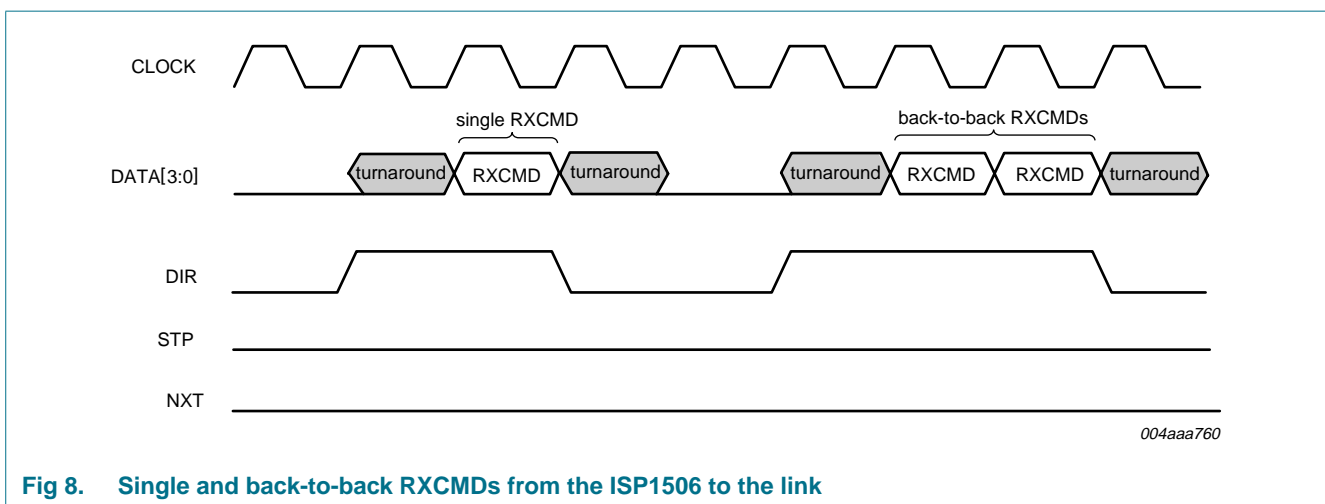 CLOCK
single RXCMD
back-to-back RXCMDs
DATA[3:0]
turnaround
RXCMD
turnaround
turnaround
RXCMD
RXCMD
turnaround
DIR
STP
NXT
004aaa760
Fig 8. Single and back-to-back RXCMDs from the ISP1506 to the link